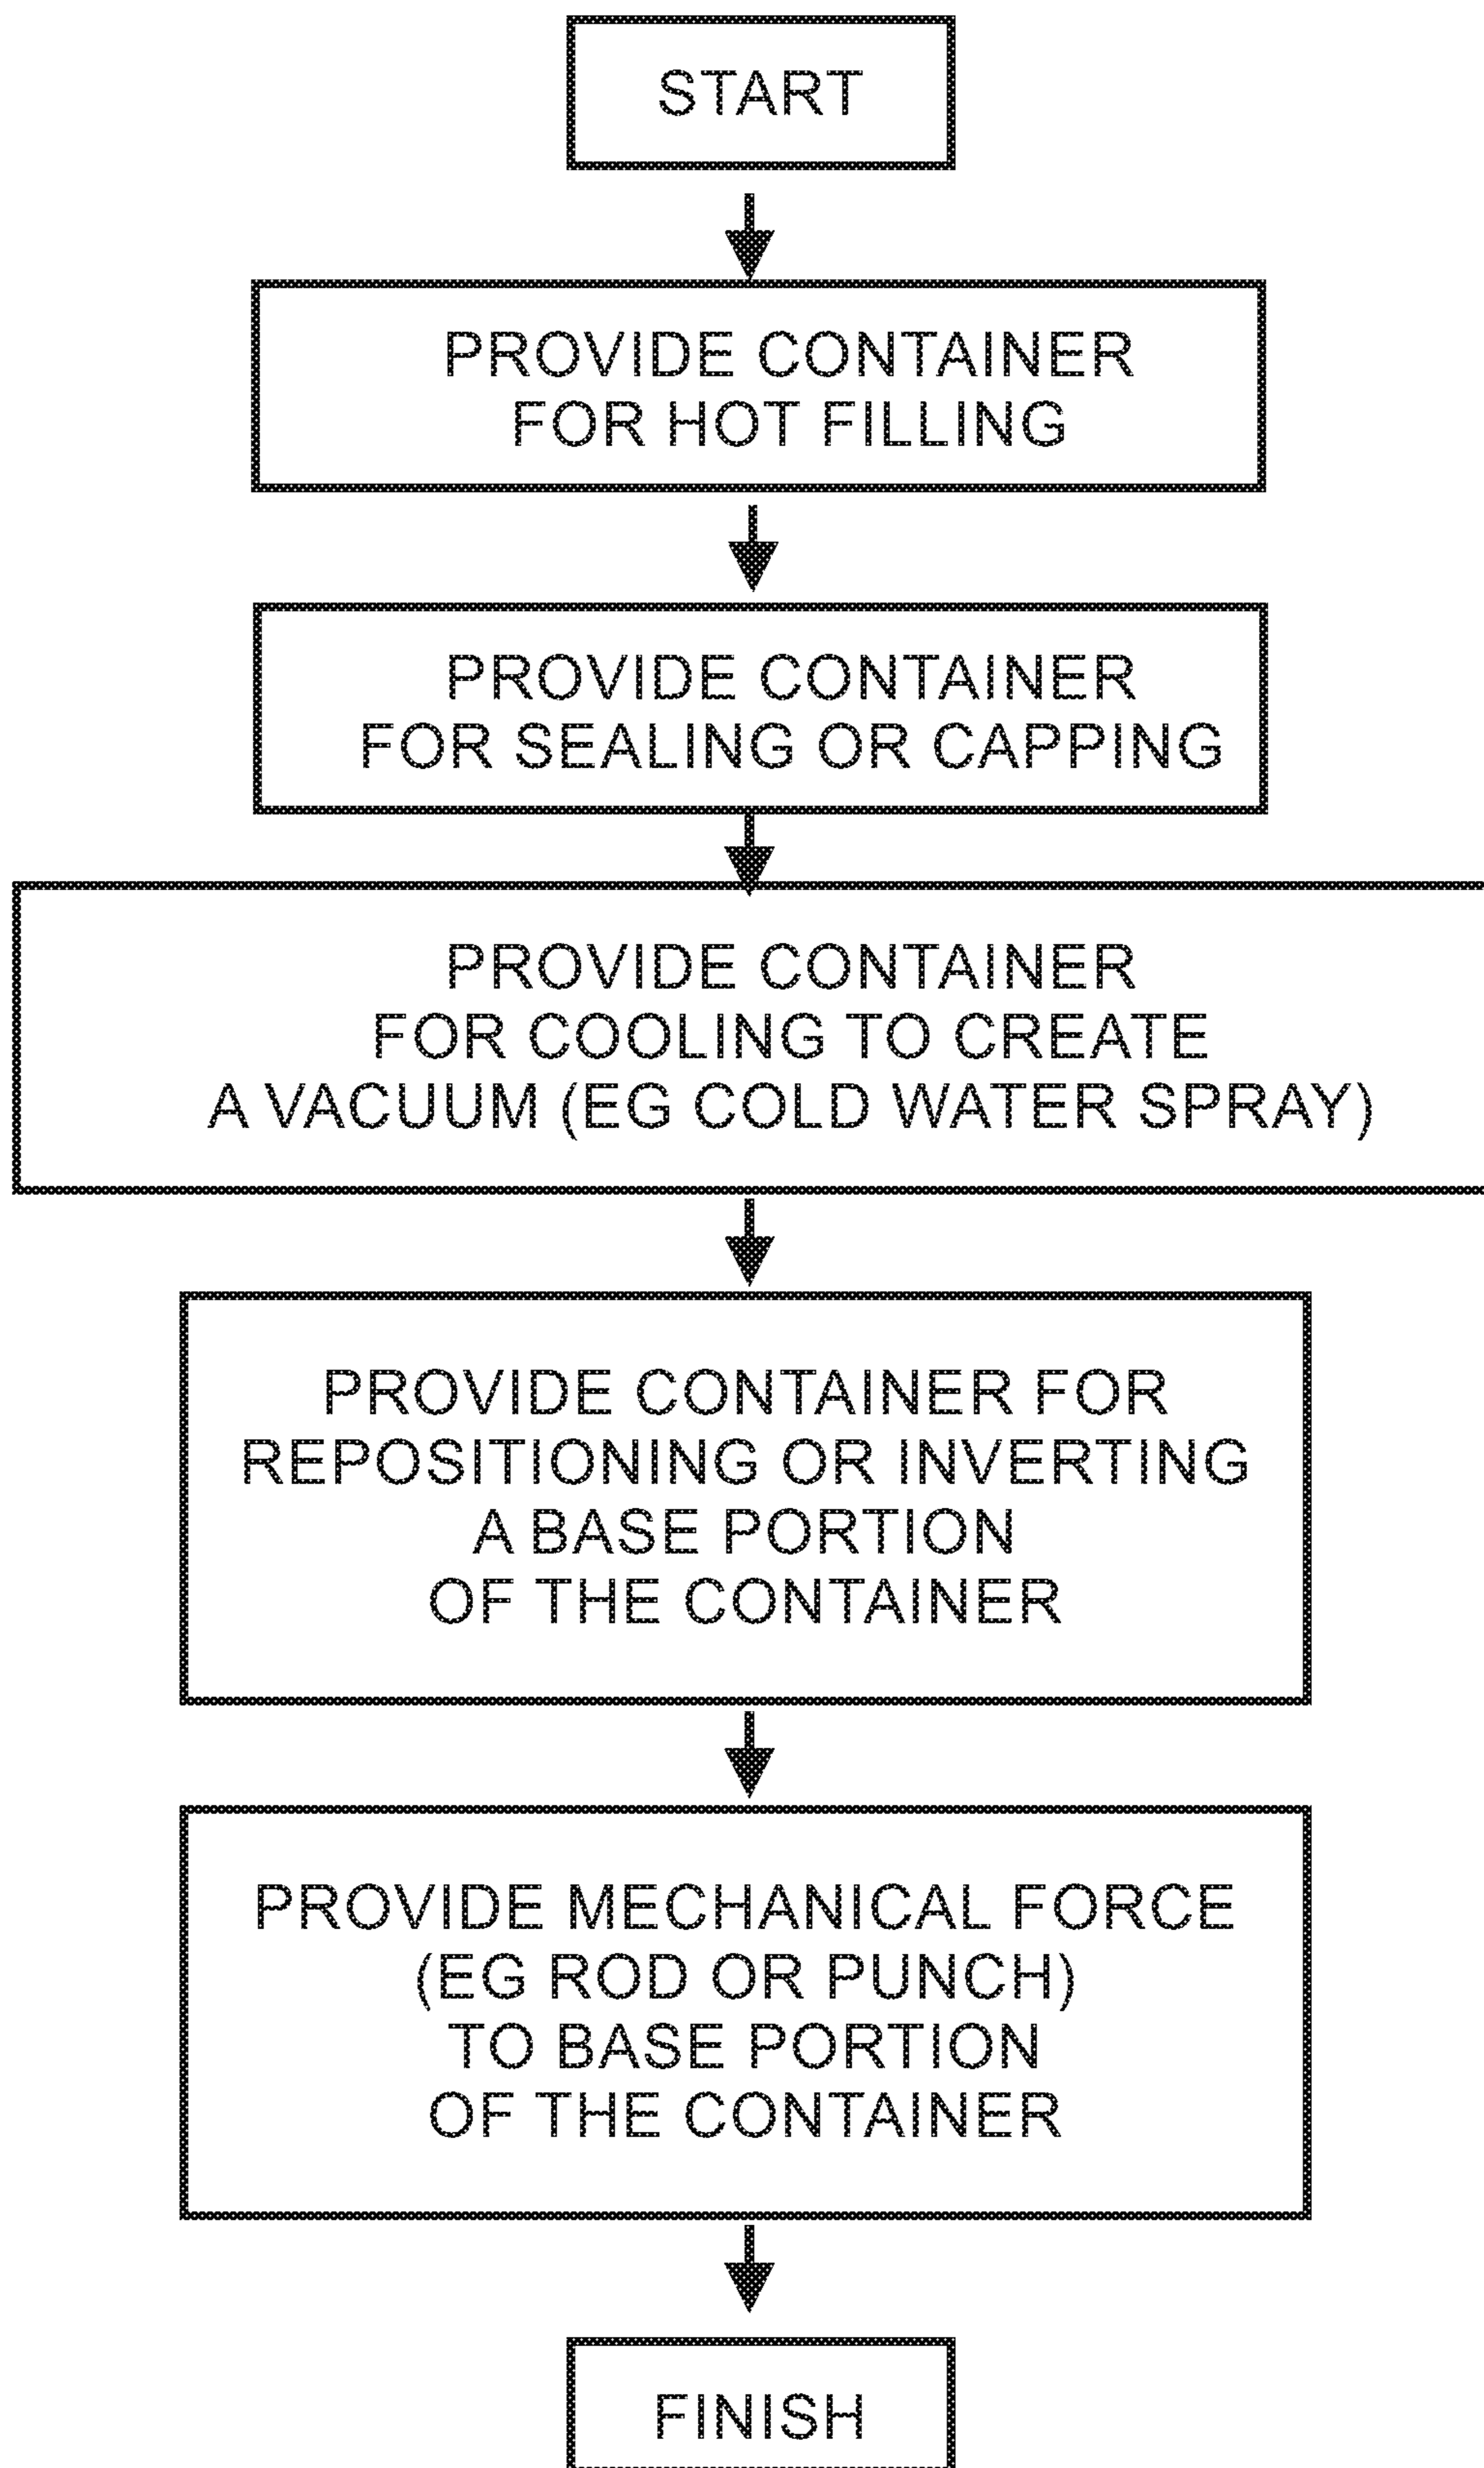 START
PROVIDE CONTAINER
FOR HOT FILLING
PROVIDE CONTAINER
FOR SEALING OR CAPPING
PROVIDE CONTAINER
FOR COOLING TO CREATE
A VACUUM (EG COLD WATER SPRAY)
PROVIDE CONTAINER FOR
REPOSITIONING OR INVERTING
A BASE PORTION
OF THE CONTAINER
PROVIDE MECHANICAL FORCE
(EG ROD OR PUNCH)
TO BASE PORTION
OF THE CONTAINER
FINISH